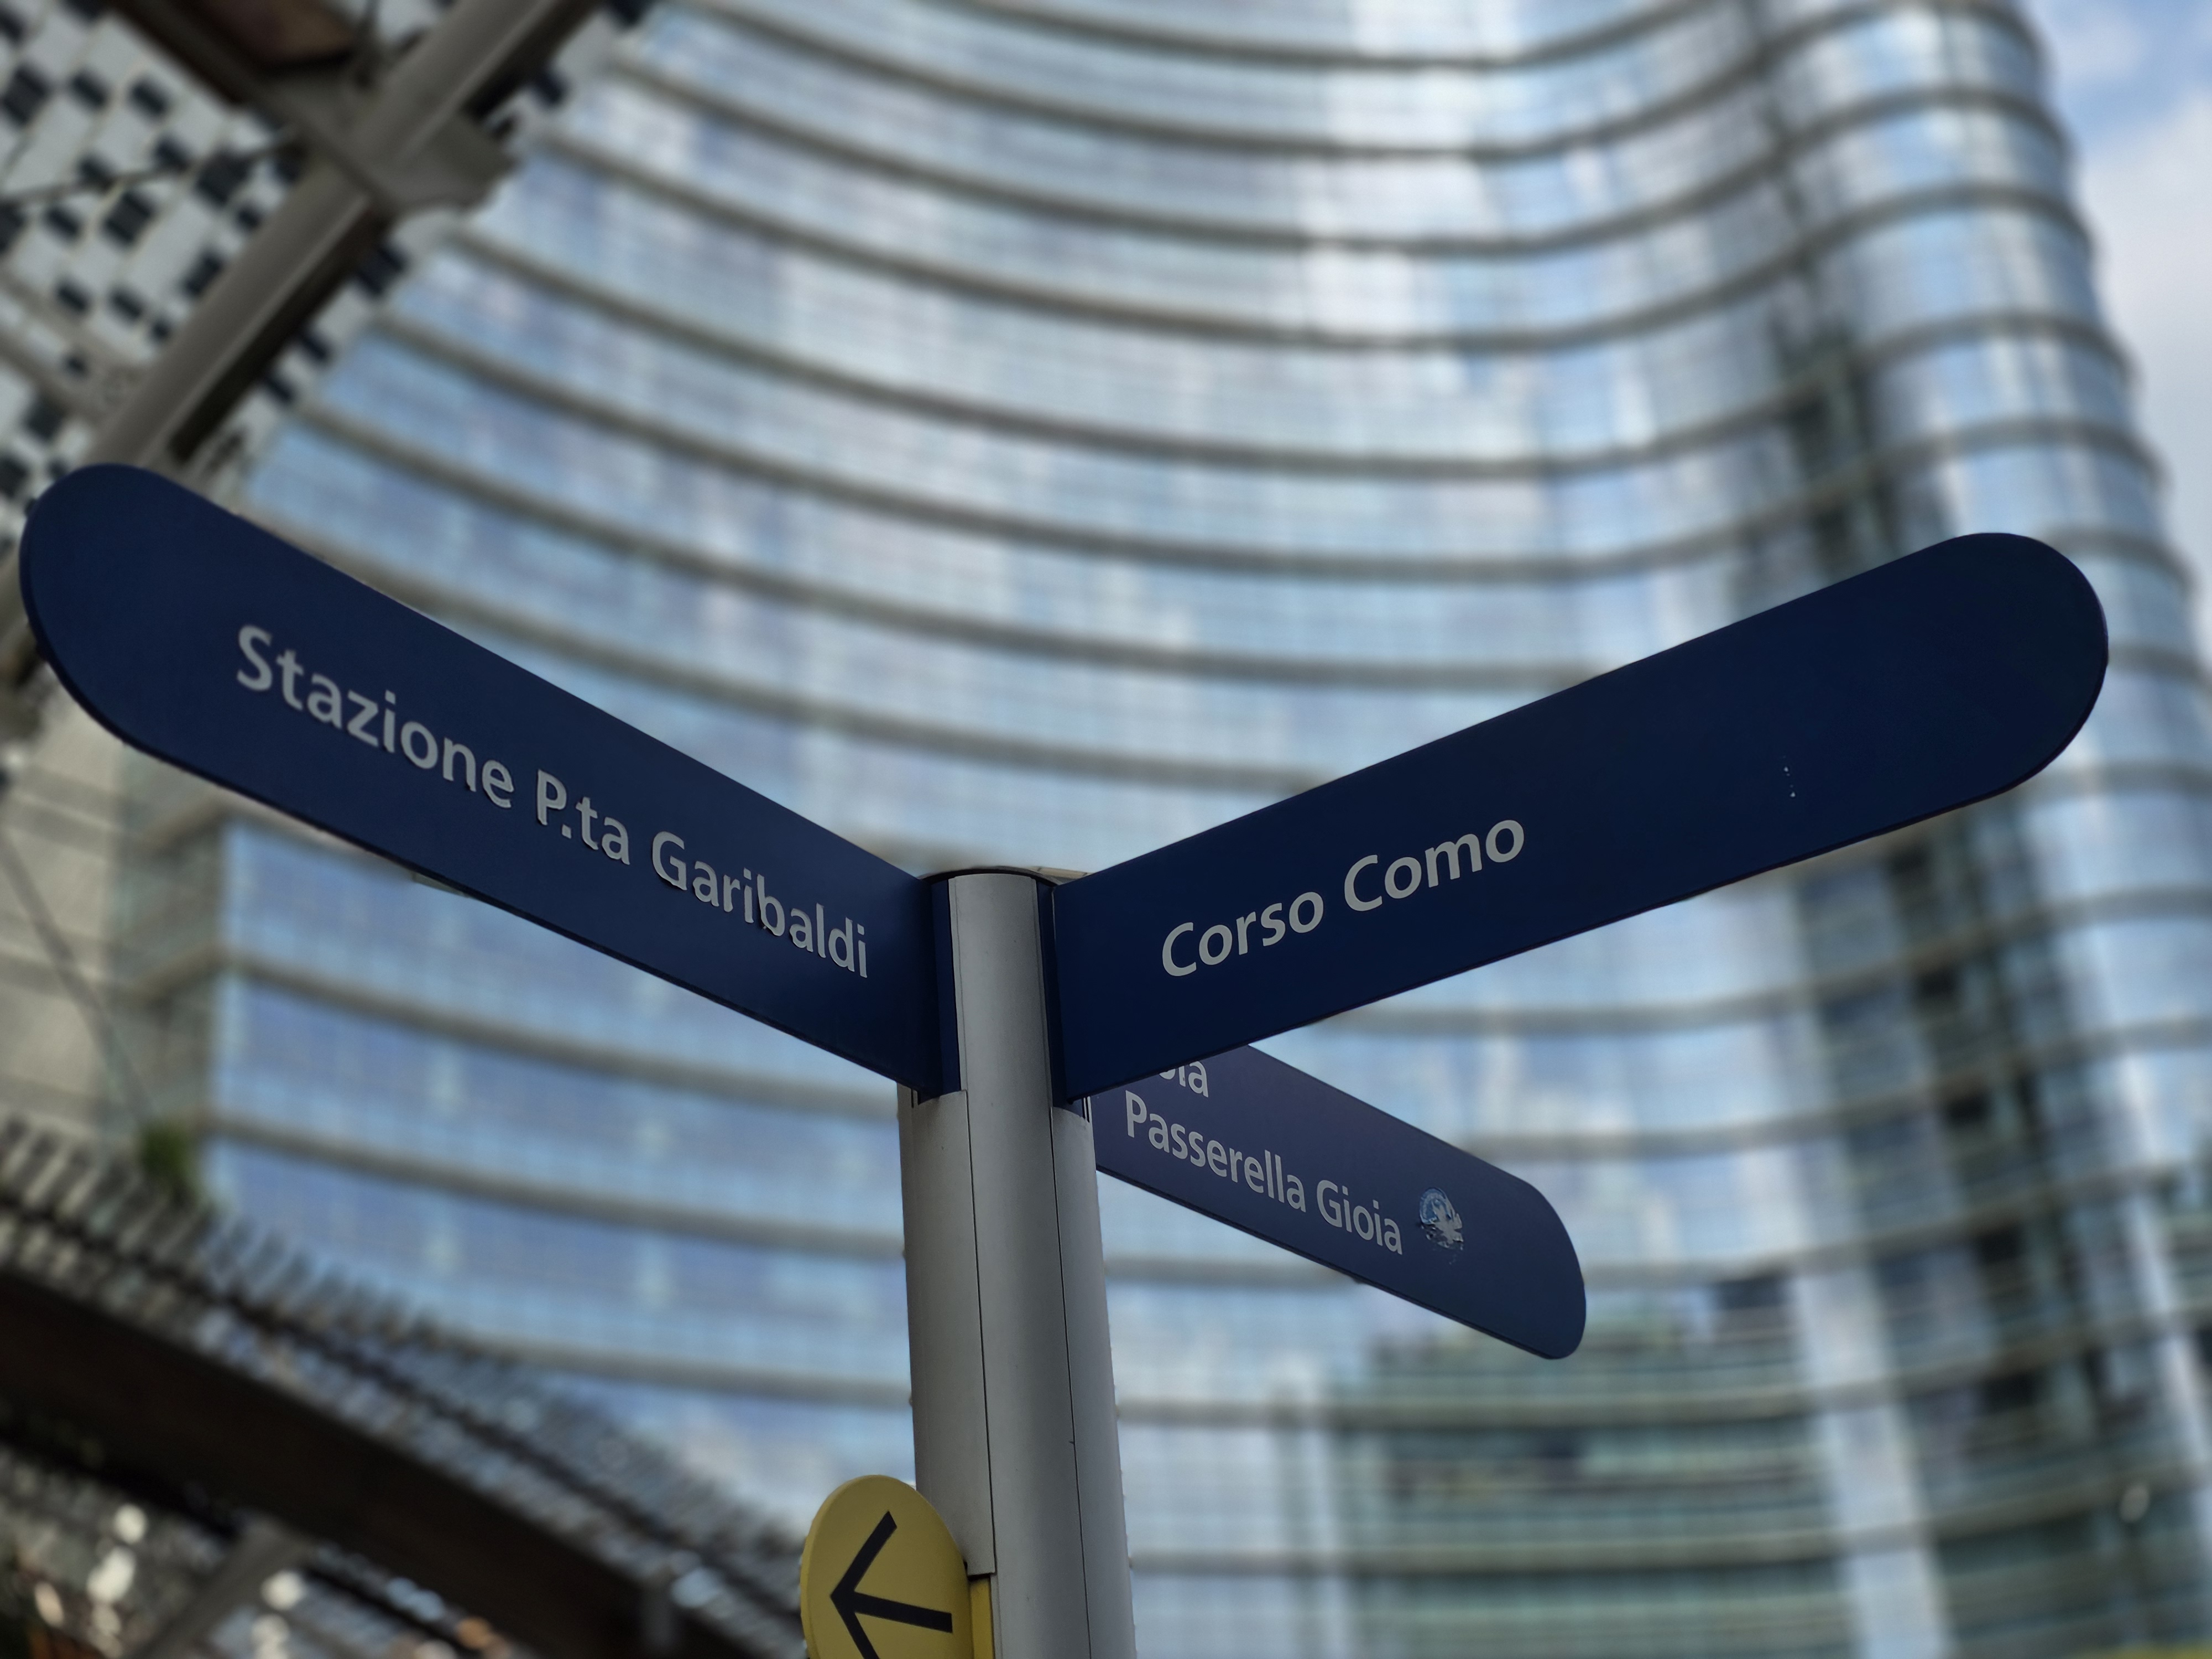 Stazione P.ta Garibaldi
Corso Como
Passerella Gioia